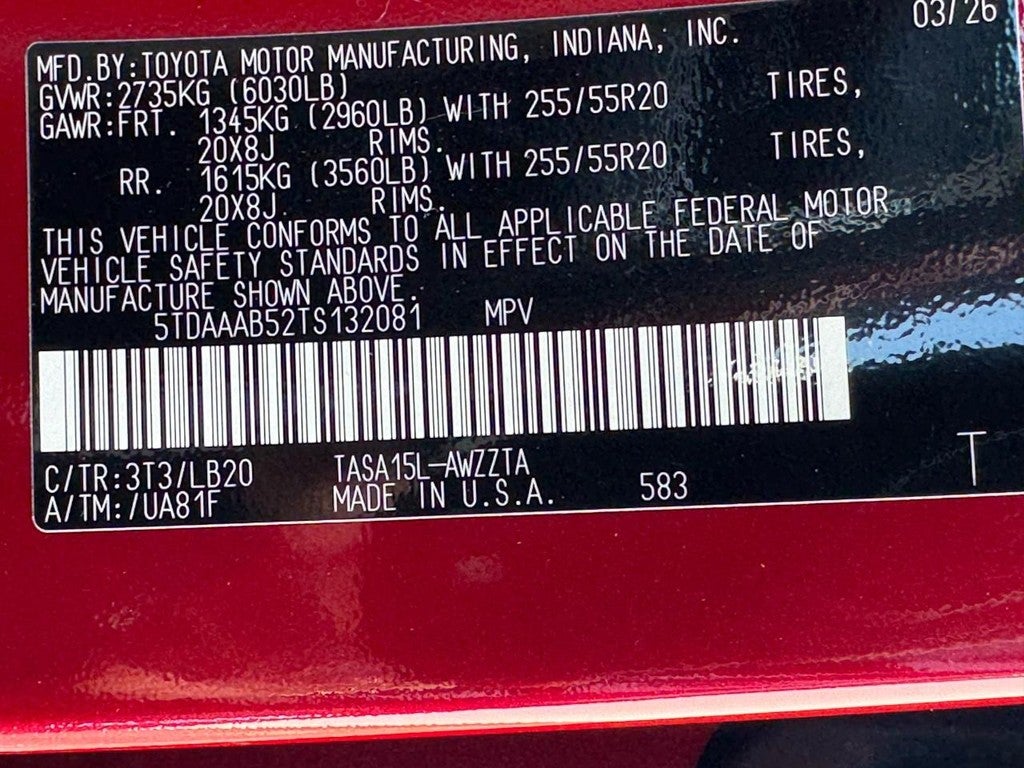 03/26
MFD.BY:TOYOTA MOTOR MANUFACTURING, INDIANA, INC.
GVWR:2735KG (6030LB)
GAWR:FRT. 1345KG (2960LB) WITH 255/55R20 TIRES,
20X8J RIMS.
RR. 1615KG (3560LB) WITH 255/55R20 TIRES,
20X8J RIMS.
THIS VEHICLE CONFORMS TO ALL APPLICABLE FEDERAL MOTOR
VEHICLE SAFETY STANDARDS IN EFFECT ON THE DATE OF
MANUFACTURE SHOWN ABOVE.
5TDAAAB52TS132081 MPV
C/TR:3T3/LB20 TASA15L-AWZZTA
A/TM:/UA81F MADE IN U.S.A. 583 T